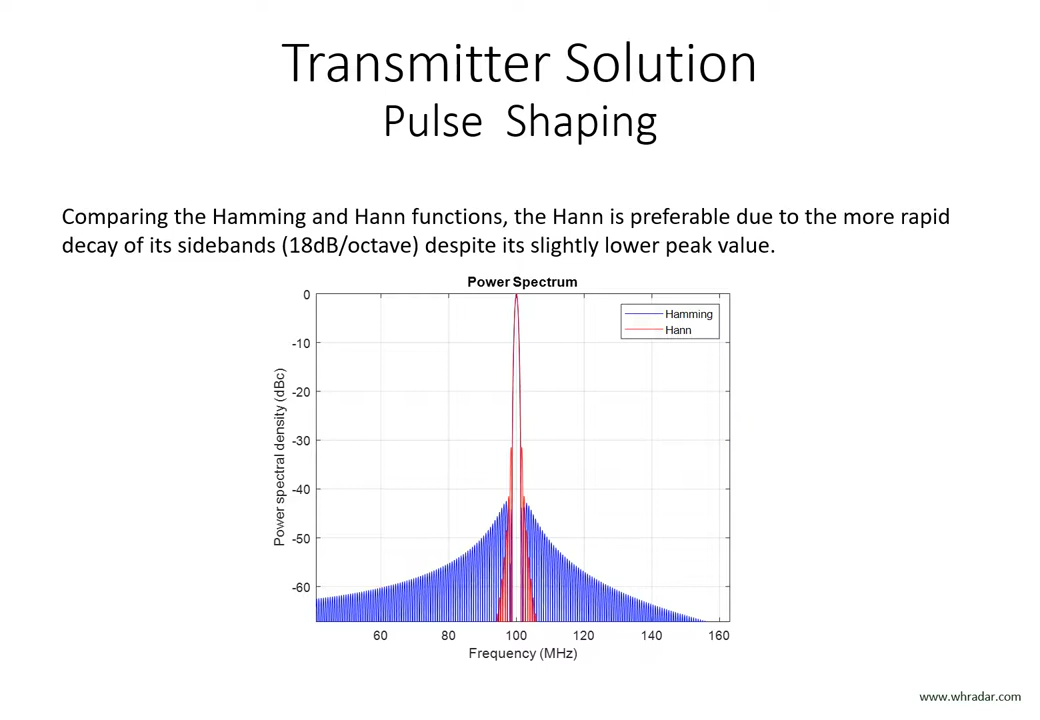 Transmitter Solution
Pulse Shaping
Comparing the Hamming and Hann functions, the Hann is preferable due to the more rapid
decay of its sidebands (18dB/octave) despite its slightly lower peak value.
Power Spectrum
Hamming
Hann
0
-10
-20
-30
-40
-50
-60
Power spectral density (dBc)
60 80 100 120 140 160
Frequency (MHz)
www.whradar.com